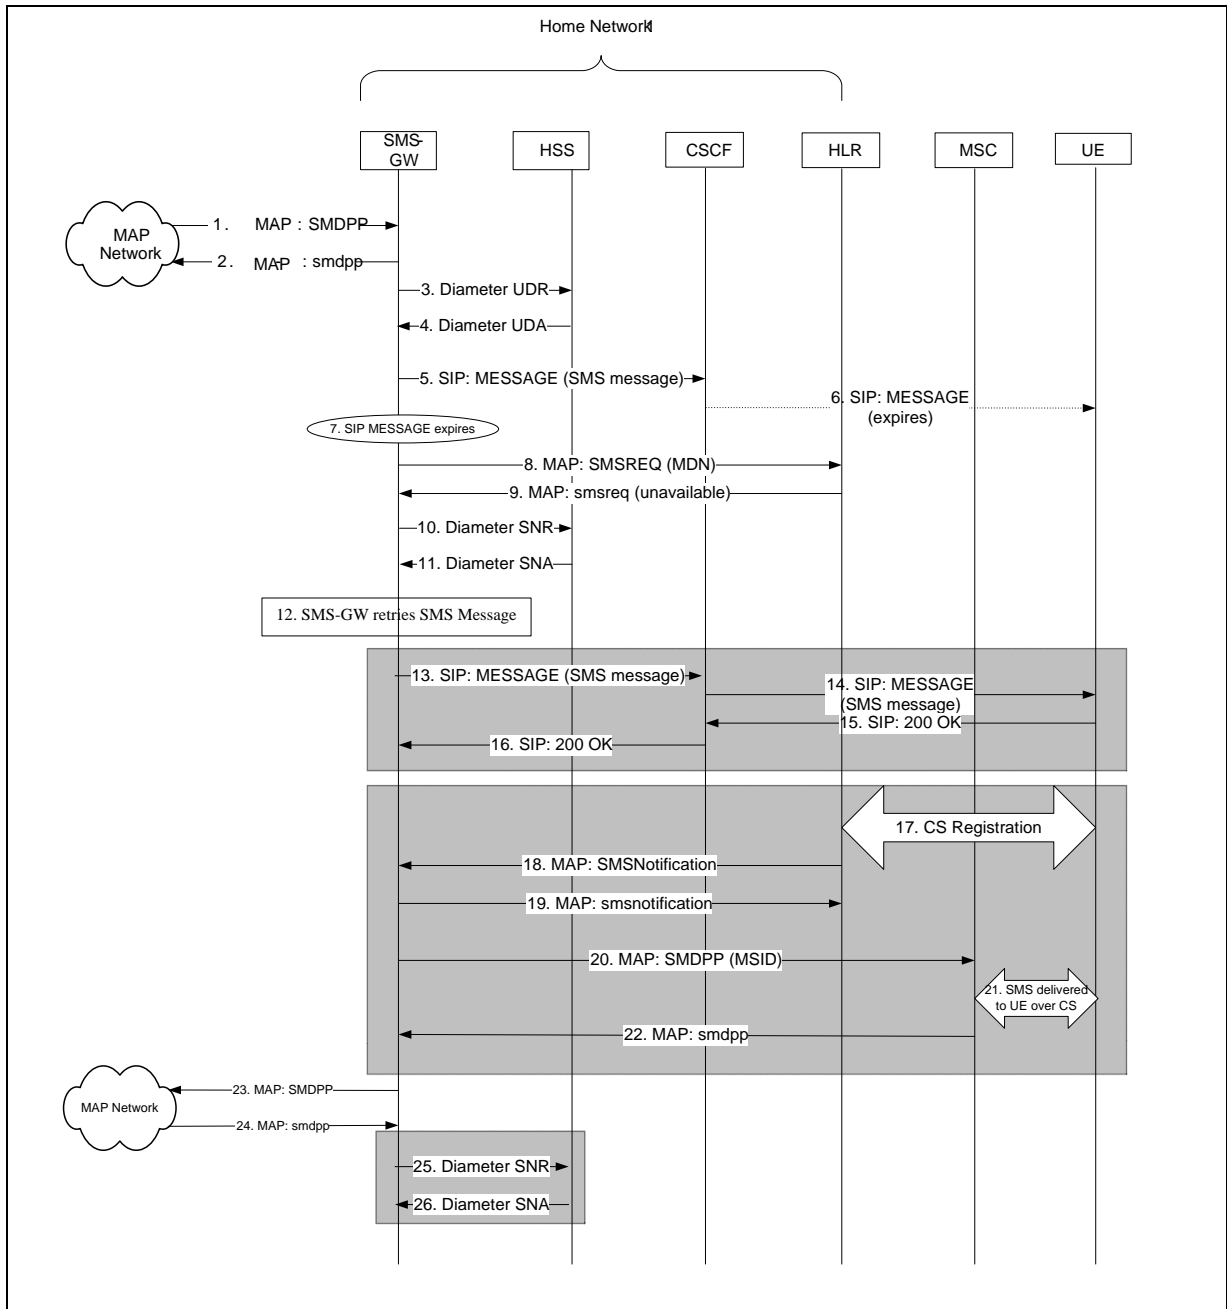 Home Network1
SMS-
GW
HSS
CSCF
HLR
MSC
UE
MAP
Network
1. MAP : SMDPP
2. MAP- : smdpp
3. Diameter UDR
4. Diameter UDA
5. SIP: MESSAGE (SMS message)
6. SIP: MESSAGE
(expires)
7. SIP MESSAGE expires
8. MAP: SMSREQ (MDN)
9. MAP: smsreq (unavailable)
10. Diameter SNR
11. Diameter SNA
12. SMS-GW retries SMS Message
13. SIP: MESSAGE (SMS message)
14. SIP: MESSAGE
(SMS message)
15. SIP: 200 OK
16. SIP: 200 OK
17. CS Registration
18. MAP: SMSNotification
19. MAP: smsnotification
20. MAP: SMDPP (MSID)
21. SMS delivered
to UE over CS
22. MAP: smdpp
MAP Network
23. MAP: SMDPP
24. MAP: smdpp
25. Diameter SNR
26. Diameter SNA